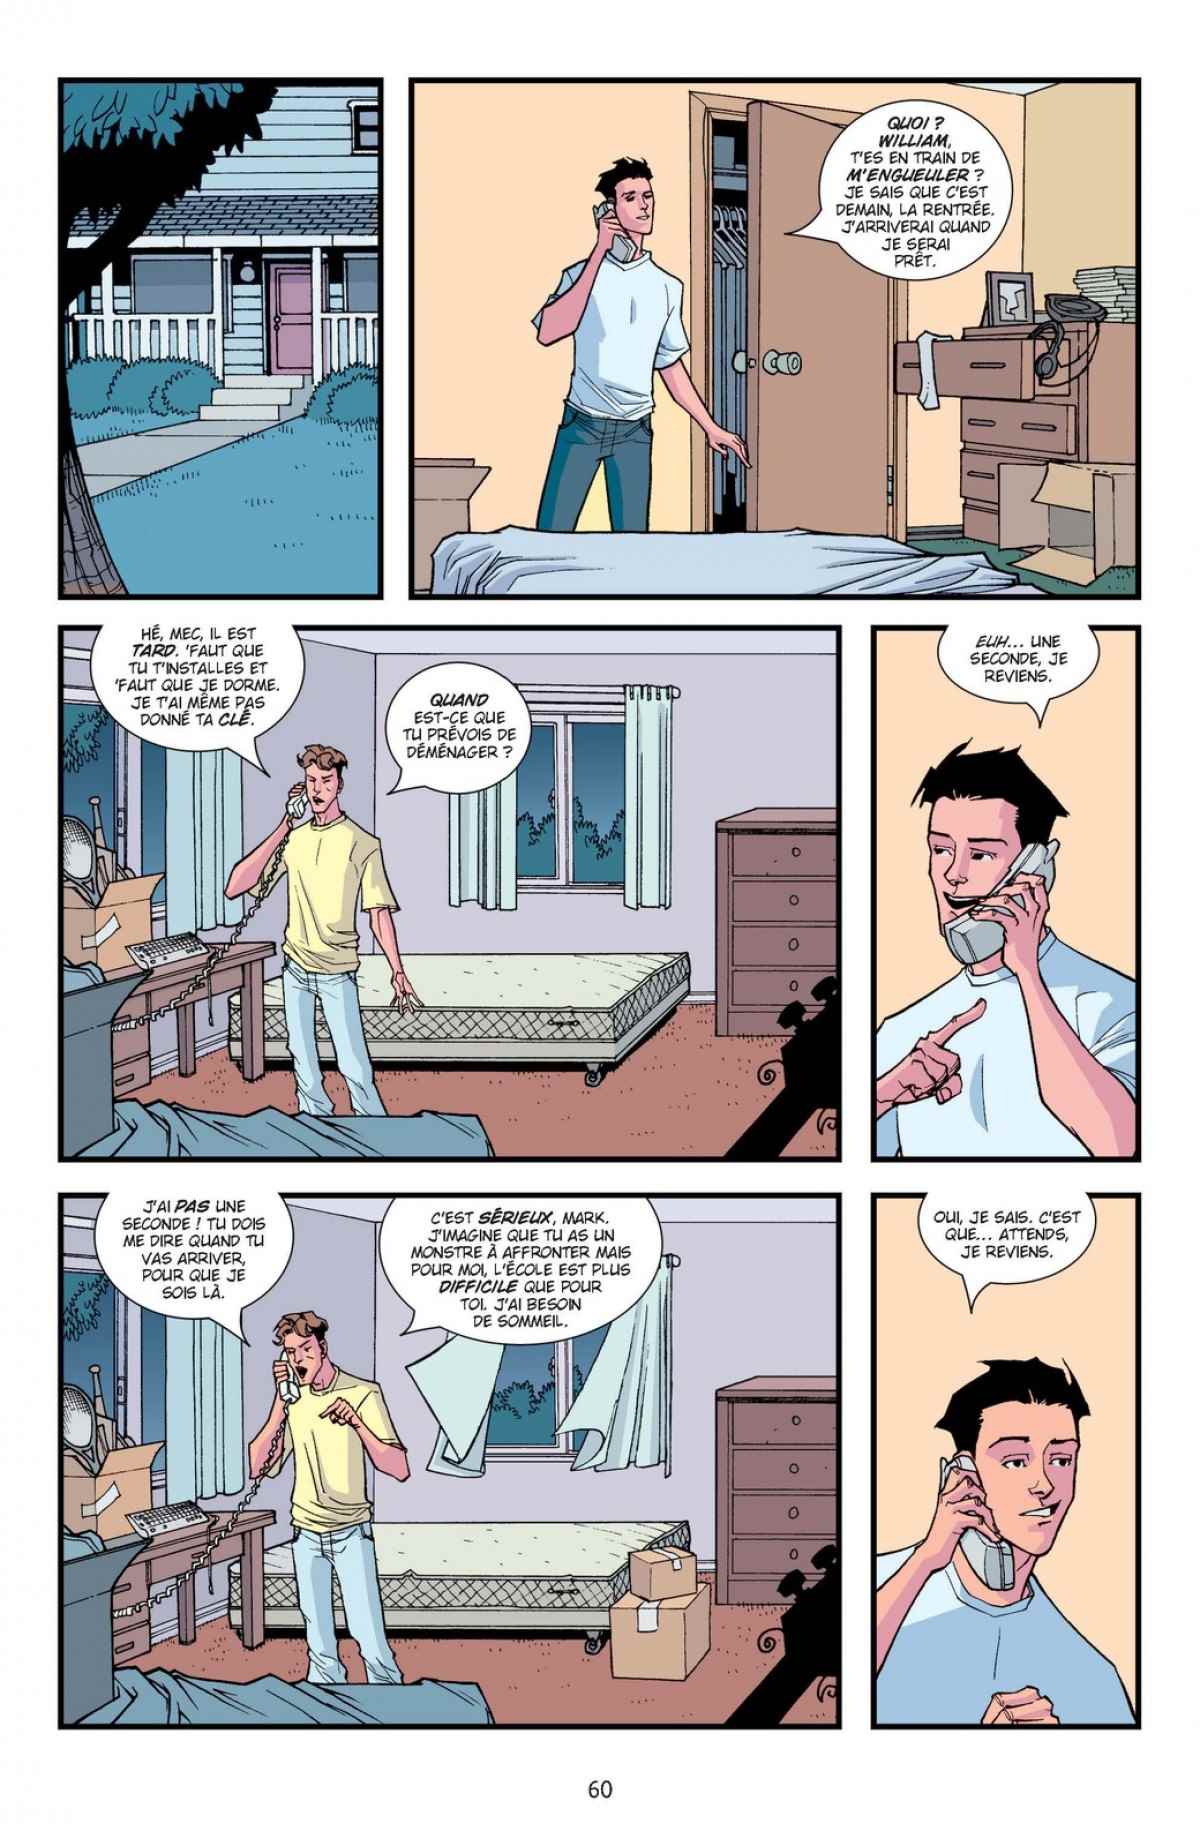 QUOI ?
WILLIAM,
T'ES EN TRAIN DE
M'ENGUEULER ?
JE SAIS QUE C'EST
DEMAIN, LA RENTRÉE.
J'ARRIVERAI QUAND
JE SERAI
PRÊT.
HÉ, MEC, IL EST
TARD. 'FAUT QUE
TU T'INSTALLES ET
'FAUT QUE JE DORME.
JE T'AI MÊME PAS
DONNÉ TA CLÉ.
QUAND
EST-CE QUE
TU PRÉVOIS DE
DÉMÉNAGER ?
EUH... UNE
SECONDE, JE
REVIENS.
J'AI PAS UNE
SECONDE ! TU DOIS
ME DIRE QUAND TU
VAS ARRIVER,
POUR QUE JE
SOIS LÀ.
C'EST SÉRIEUX, MARK.
J'IMAGINE QUE TU AS UN
MONSTRE À AFFRONTER MAIS
POUR MOI, L'ÉCOLE EST PLUS
DIFFICILE QUE POUR
TOI. J'AI BESOIN
DE SOMMEIL.
OUI, JE SAIS. C'EST
QUE... ATTENDS,
JE REVIENS.
60